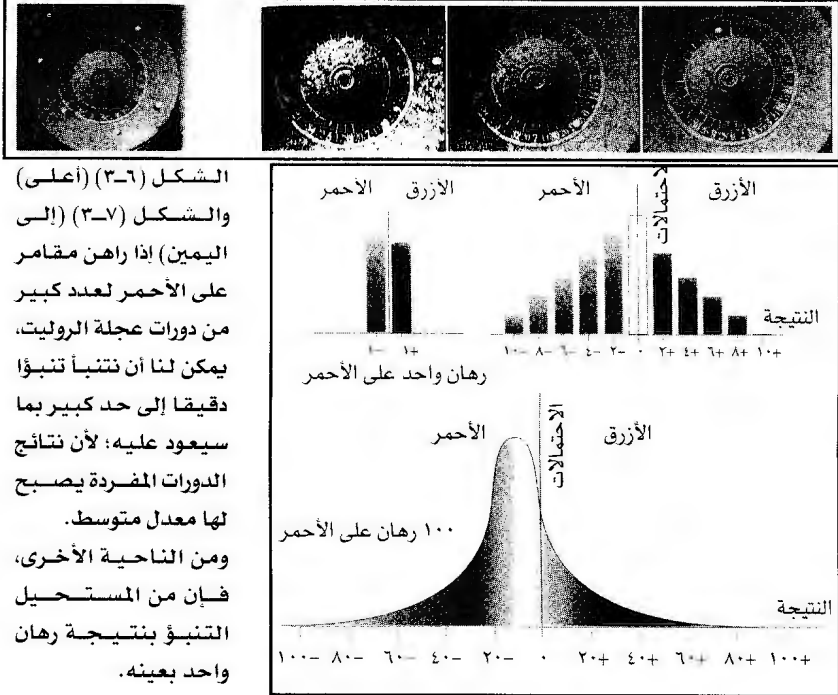 الشكل (٦ـ٣) (أعلى)
والشكل (٧ـ٣) (إلى
اليمين) إذا راهن مقامر
على الأحمر لعدد كبير
من دورات عجلة الروليت،
يمكن لنا أن نتنبأ تنبؤا
دقيقا إلى حد كبير بما
سيعود عليه؛ لأن نتائج
الدورات المفردة يصبح
لها معدل متوسط.
ومن الناحية الأخرى،
فإن من المستحيل
التنبؤ بنتيجة رهان
واحد بعينه.
الأحمر الأزرق
١- ١+
رهان واحد على الأحمر
الأحمر الاحتمالات الأزرق
النتيجة
١٠- ٨- ٦- ٤- ٢- ٠ ٢+ ٤+ ٦+ ٨+ ١٠+
الأحمر الاحتمالات الأزرق
١٠٠ رهان على الأحمر
النتيجة
١٠٠- ٨٠- ٦٠- ٤٠- ٢٠- ٠ ٢٠+ ٤٠+ ٦٠+ ٨٠+ ١٠٠+